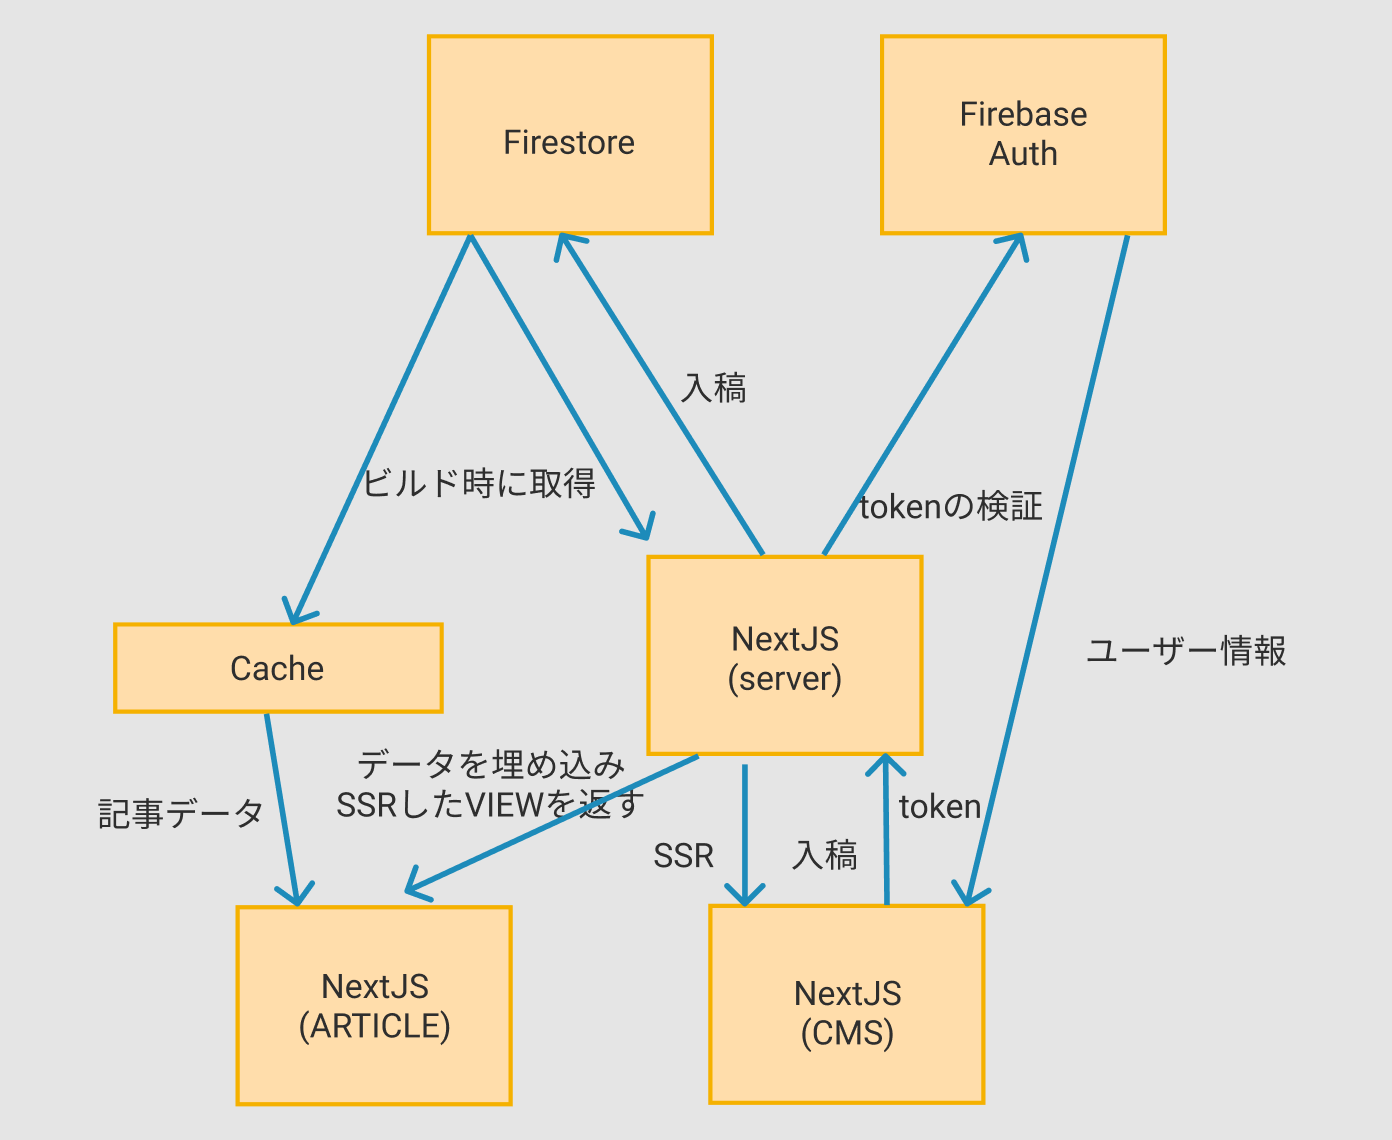 Firestore
Firebase
Auth
入稿
ビルド時に取得
tokenの検証
NextJS
(server)
ユーザー情報
Cache
データを埋め込み
SSRしたVIEWを返す
記事データ
SSR
入稿
token
NextJS
(ARTICLE)
NextJS
(CMS)